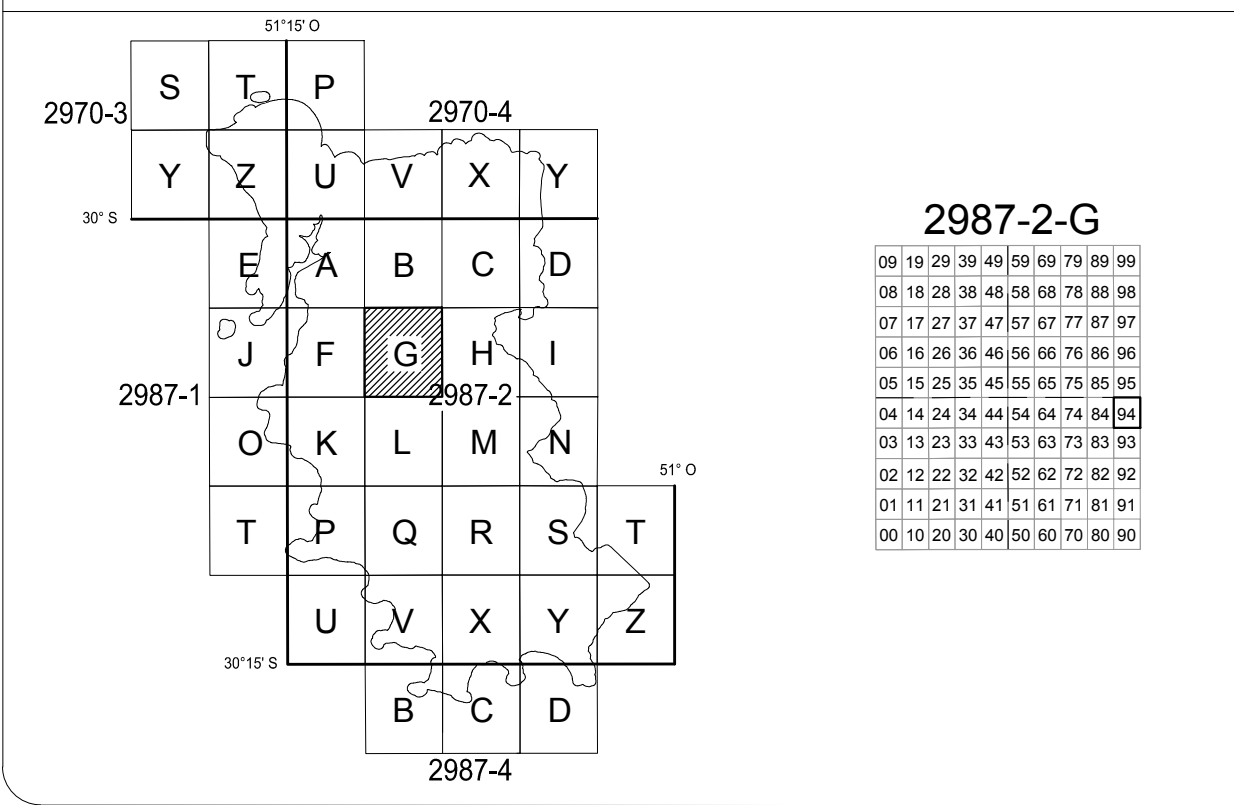 51°15' O
S T P
2970-3
2970-4
Y Z U V X Y
30° S
E A B C D
J F G H I
2987-1
2987-2
O K L M N
51° O
T P Q R S T
U V X Y Z
30°15' S
B C D
2987-4
2987-2-G
09 19 29 39 49 59 69 79 89 99
08 18 28 38 48 58 68 78 88 98
07 17 27 37 47 57 67 77 87 97
06 16 26 36 46 56 66 76 86 96
05 15 25 35 45 55 65 75 85 95
04 14 24 34 44 54 64 74 84 94
03 13 23 33 43 53 63 73 83 93
02 12 22 32 42 52 62 72 82 92
01 11 21 31 41 51 61 71 81 91
00 10 20 30 40 50 60 70 80 90